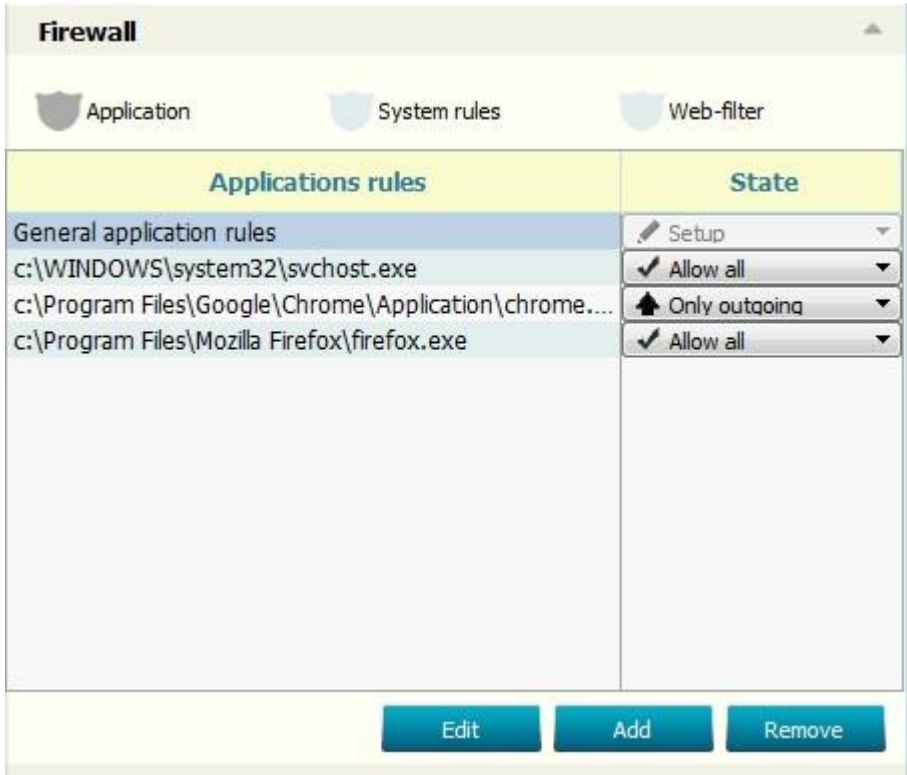 Firewall
Application System rules Web-filter
Applications rules State
General application rules Setup
c:\WINDOWS\system32\svchost.exe Allow all
c:\Program Files\Google\Chrome\Application\chrome.... Only outgoing
c:\Program Files\Mozilla Firefox\firefox.exe Allow all
Edit Add Remove